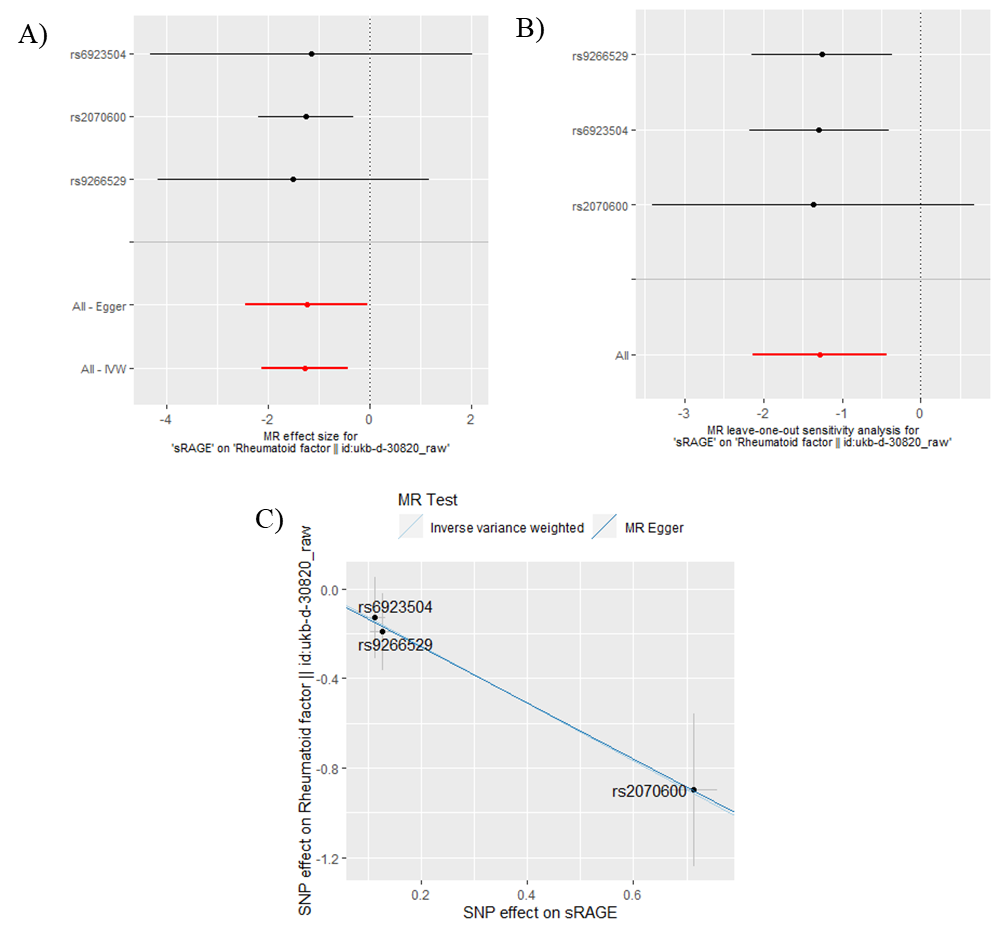 A)
rs6923504
rs2070600
rs9266529
All - Egger
All - IVW
-4 -2 0 2
MR effect size for
'sRAGE' on 'Rheumatoid factor || id:ukb-d-30820_raw'
B)
rs9266529
rs6923504
rs2070600
All
-3 -2 -1 0
MR leave-one-out sensitivity analysis for
'sRAGE' on 'Rheumatoid factor || id:ukb-d-30820_raw'
C)
MR Test
Inverse variance weighted MR Egger
SNP effect on Rheumatoid factor || id:ukb-d-30820_raw
0.0
-0.4
-0.8
-1.2
rs6923504
rs9266529
rs2070600
0.2 0.4 0.6
SNP effect on sRAGE